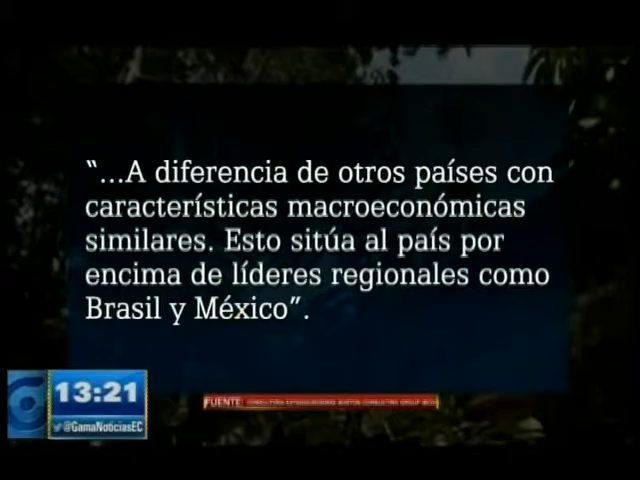 “...A diferencia de otros países con
características macroeconómicas
similares. Esto sitúa al país por
encima de líderes regionales como
Brasil y México”.
FUENTE:
13:21
@GamaNoticiasEC